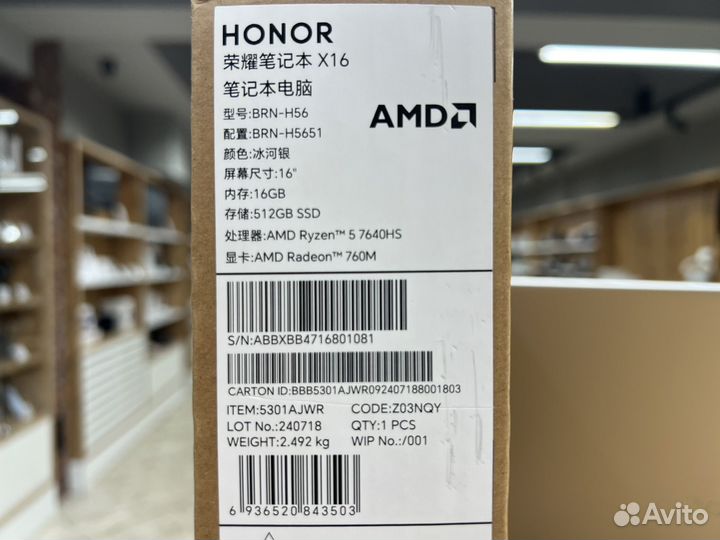 HONOR
荣耀笔记本 X16
笔记本电脑
型号:BRN-H56
AMD
配置:BRN-H5651
颜色:冰河银
屏幕尺寸:16"
内存:16GB
存储:512GB SSD
处理器:AMD Ryzen™ 5 7640HS
显卡:AMD Radeon™ 760M
S/N:ABBXBB4716801081
CARTON ID:BBB5301AJWR092407188001803
ITEM:5301AJWR CODE:Z03NQY
LOT No.:240718 QTY:1 PCS
WEIGHT:2.492 kg WIP No.:/001
6 936520 843503
Avito